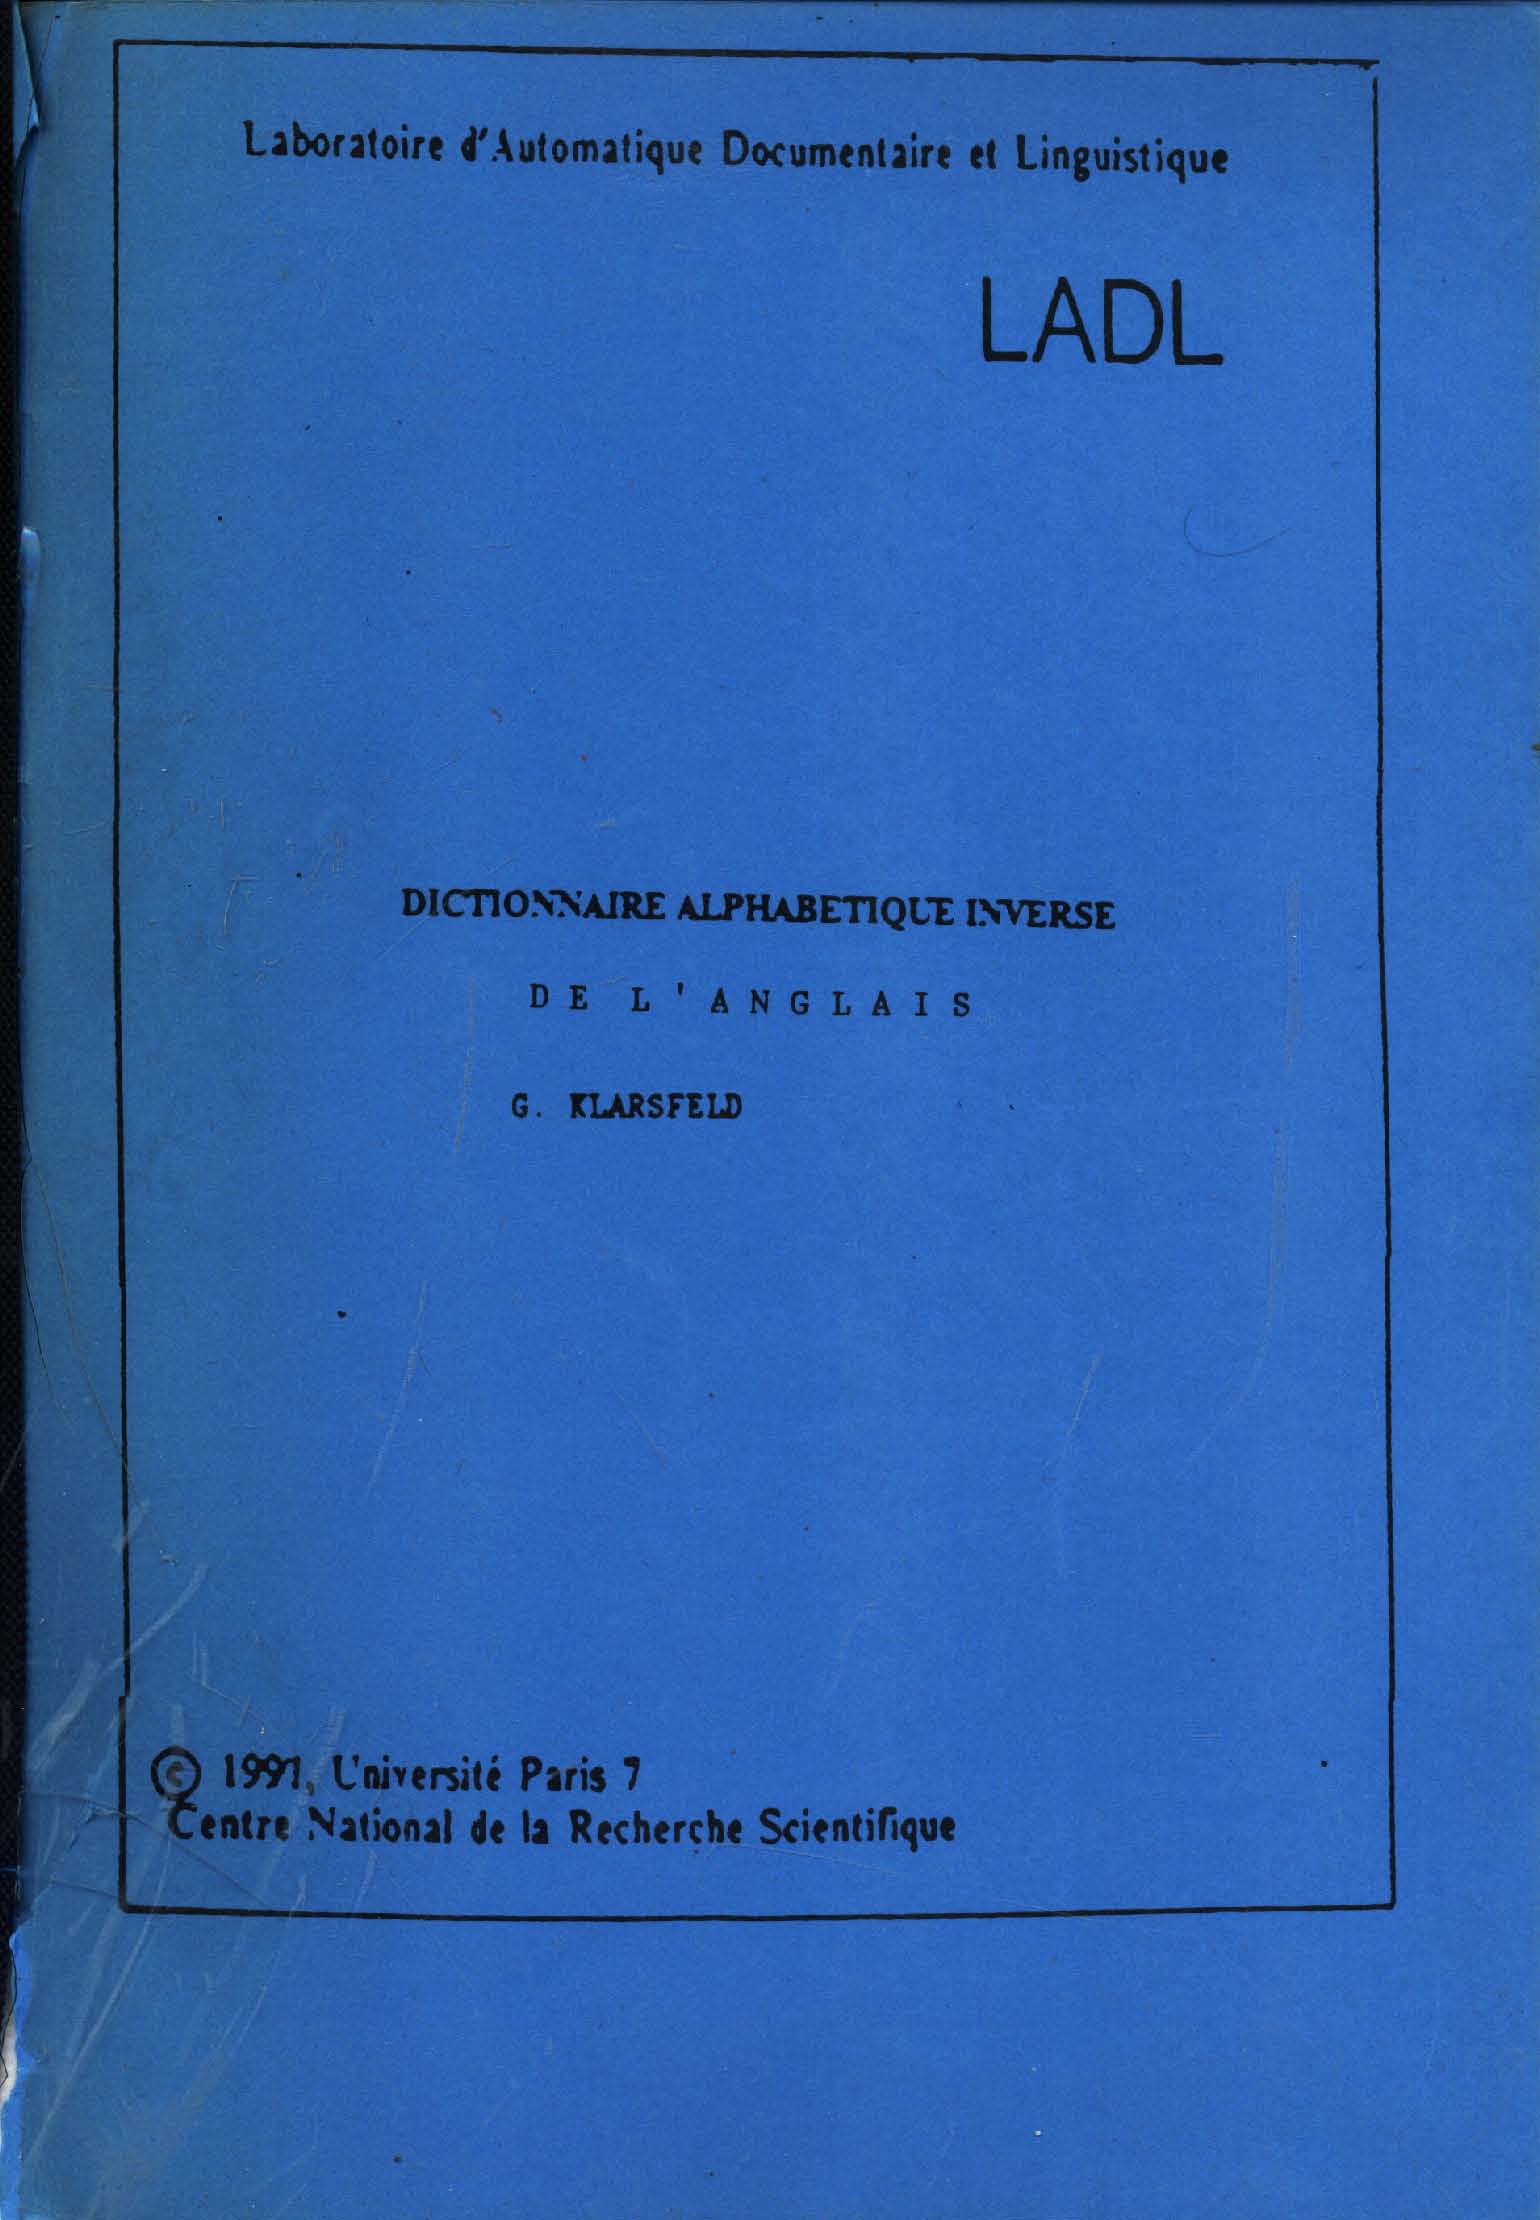 Laboratoire d'Automatique Documentaire et Linguistique
LADL
DICTIONNAIRE ALPHABETIQUE INVERSE
DE L'ANGLAIS
G. KLARSFELD
© 1991, Université Paris 7
Centre National de la Recherche Scientifique